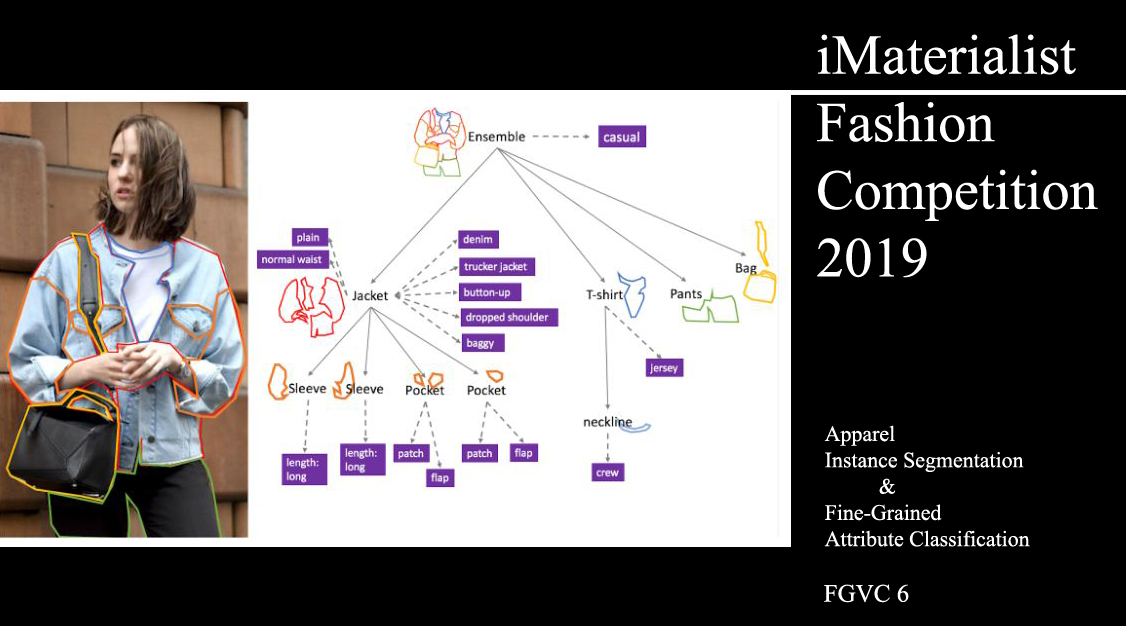 iMaterialist
Fashion
Competition
2019
Ensemble
casual
plain
normal waist
denim
trucker jacket
button-up
dropped shoulder
baggy
Jacket
T-shirt
Pants
Bag
jersey
Sleeve
Sleeve
Pocket
Pocket
neckline
length:
long
length:
long
patch
flap
patch
flap
crew
Apparel
Instance Segmentation
&
Fine-Grained
Attribute Classification
FGVC 6